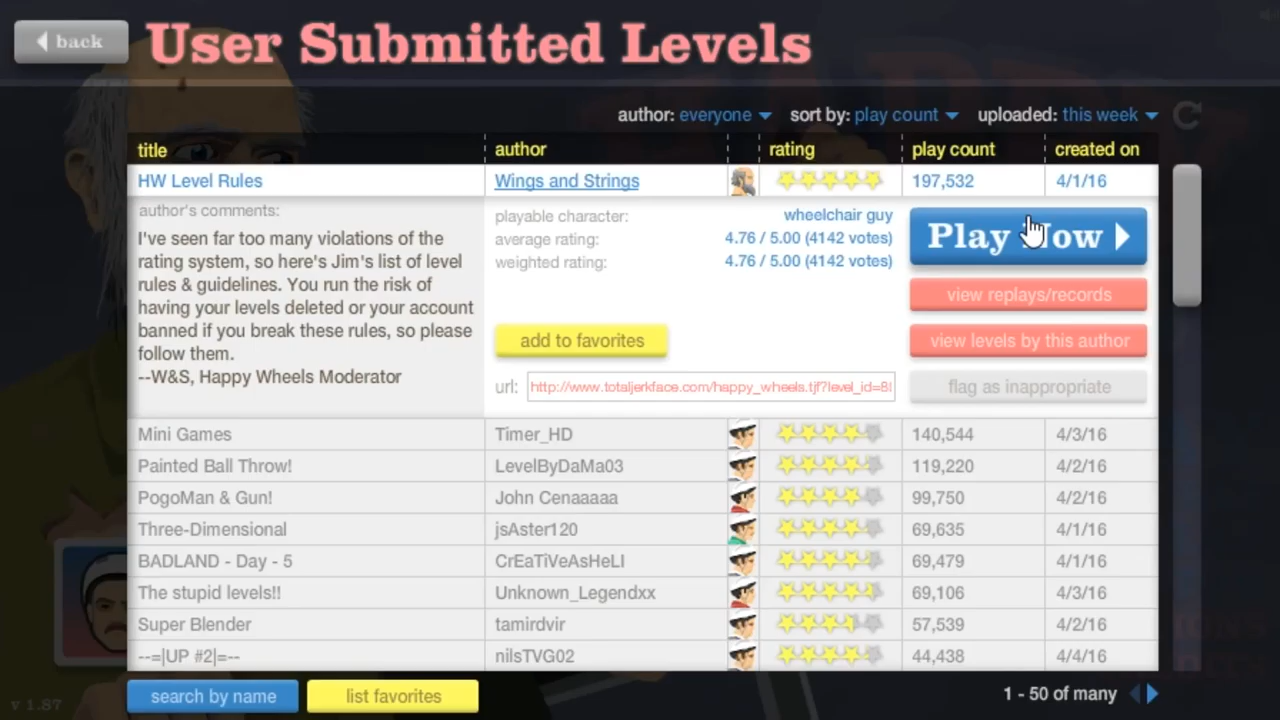 back
User Submitted Levels
author: everyone sort by: play count uploaded: this week
title author rating play count created on
HW Level Rules Wings and Strings 197,532 4/1/16
author's comments:
I've seen far too many violations of the
rating system, so here's Jim's list of level
rules & guidelines. You run the risk of
having your levels deleted or your account
banned if you break these rules, so please
follow them.
--W&S, Happy Wheels Moderator
playable character: wheelchair guy
average rating: 4.76 / 5.00 (4142 votes)
weighted rating: 4.76 / 5.00 (4142 votes)
add to favorites
url: http://www.totaljerkface.com/happy_wheels.tjf?level_id=8
Play Now
view replays/records
view levels by this author
flag as inappropriate
Mini Games Timer_HD 140,544 4/3/16
Painted Ball Throw! LevelByDaMa03 119,220 4/2/16
PogoMan & Gun! John Cenaaaaa 99,750 4/2/16
Three-Dimensional jsAster120 69,635 4/1/16
BADLAND - Day - 5 CrEaTiVeAsHeLl 69,479 4/1/16
The stupid levels!! Unknown_Legendxx 69,106 4/3/16
Super Blender tamirdvir 57,539 4/2/16
--=|UP #2|=-- nilsTVG02 44,438 4/4/16
search by name
list favorites
1 - 50 of many
v 1.87